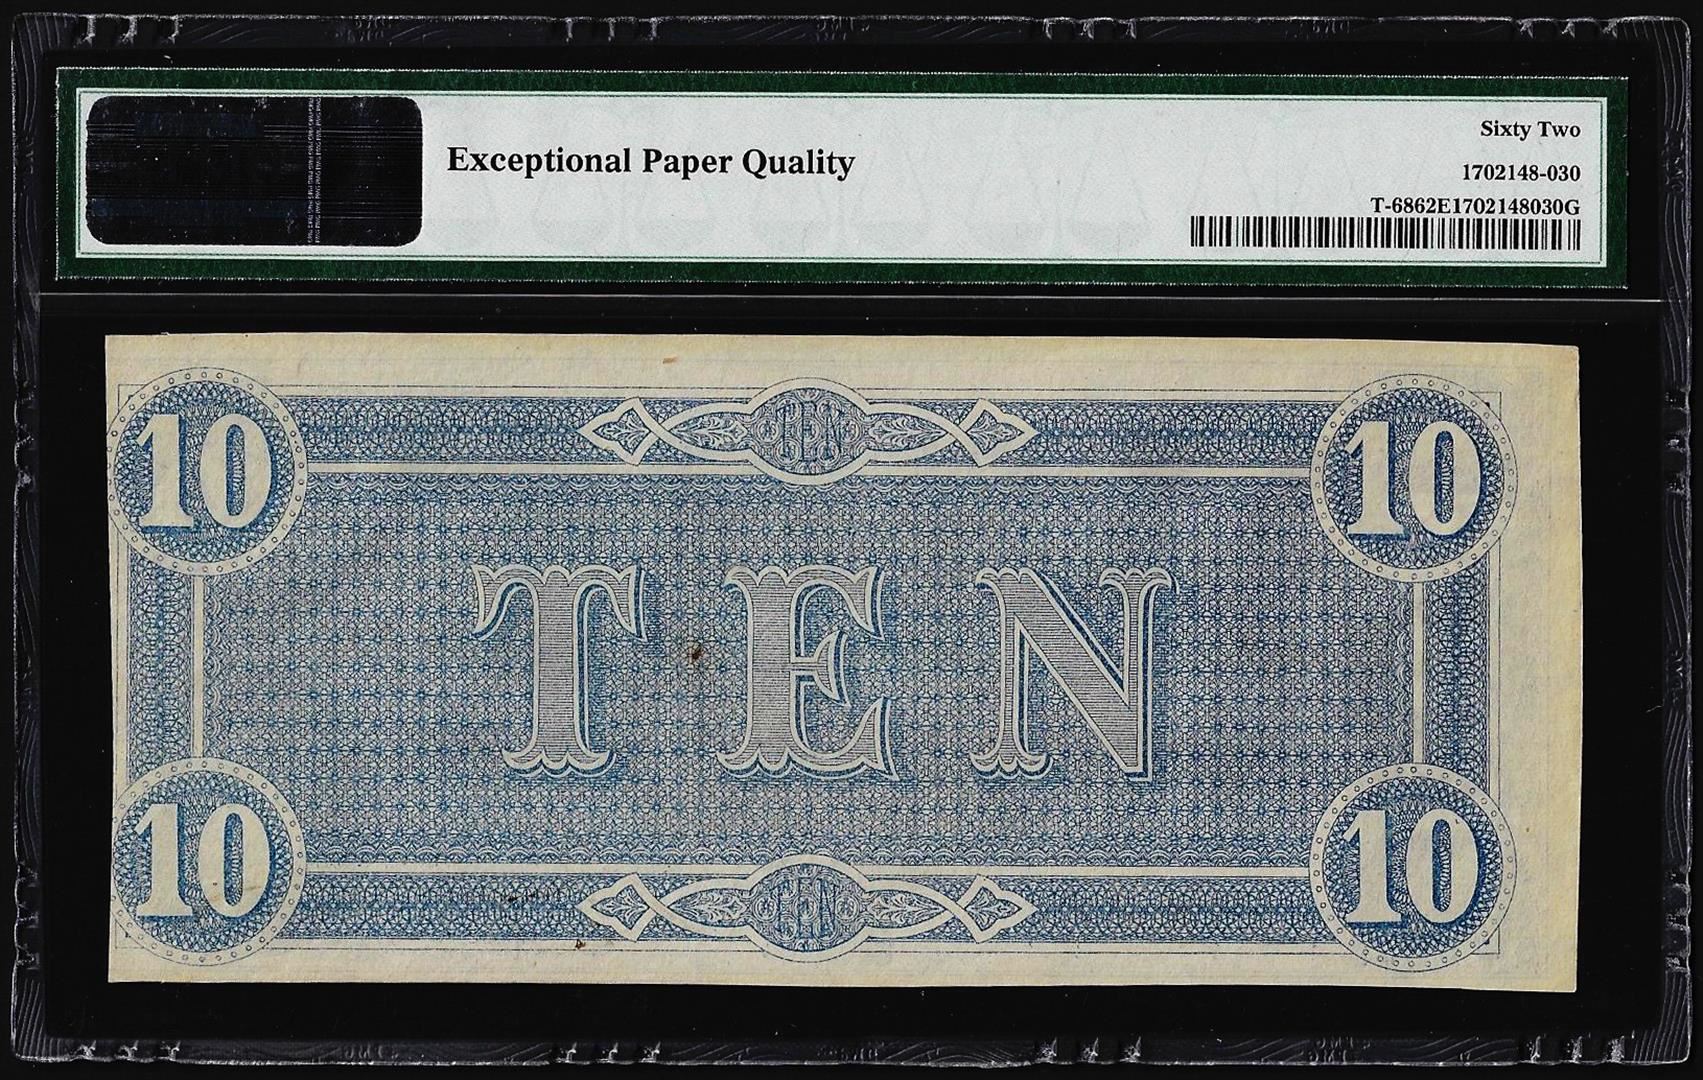 Exceptional Paper Quality
Sixty Two
1702148-030
T-6862E1702148030G
10
TEN
10
TEN
10
TEN
10